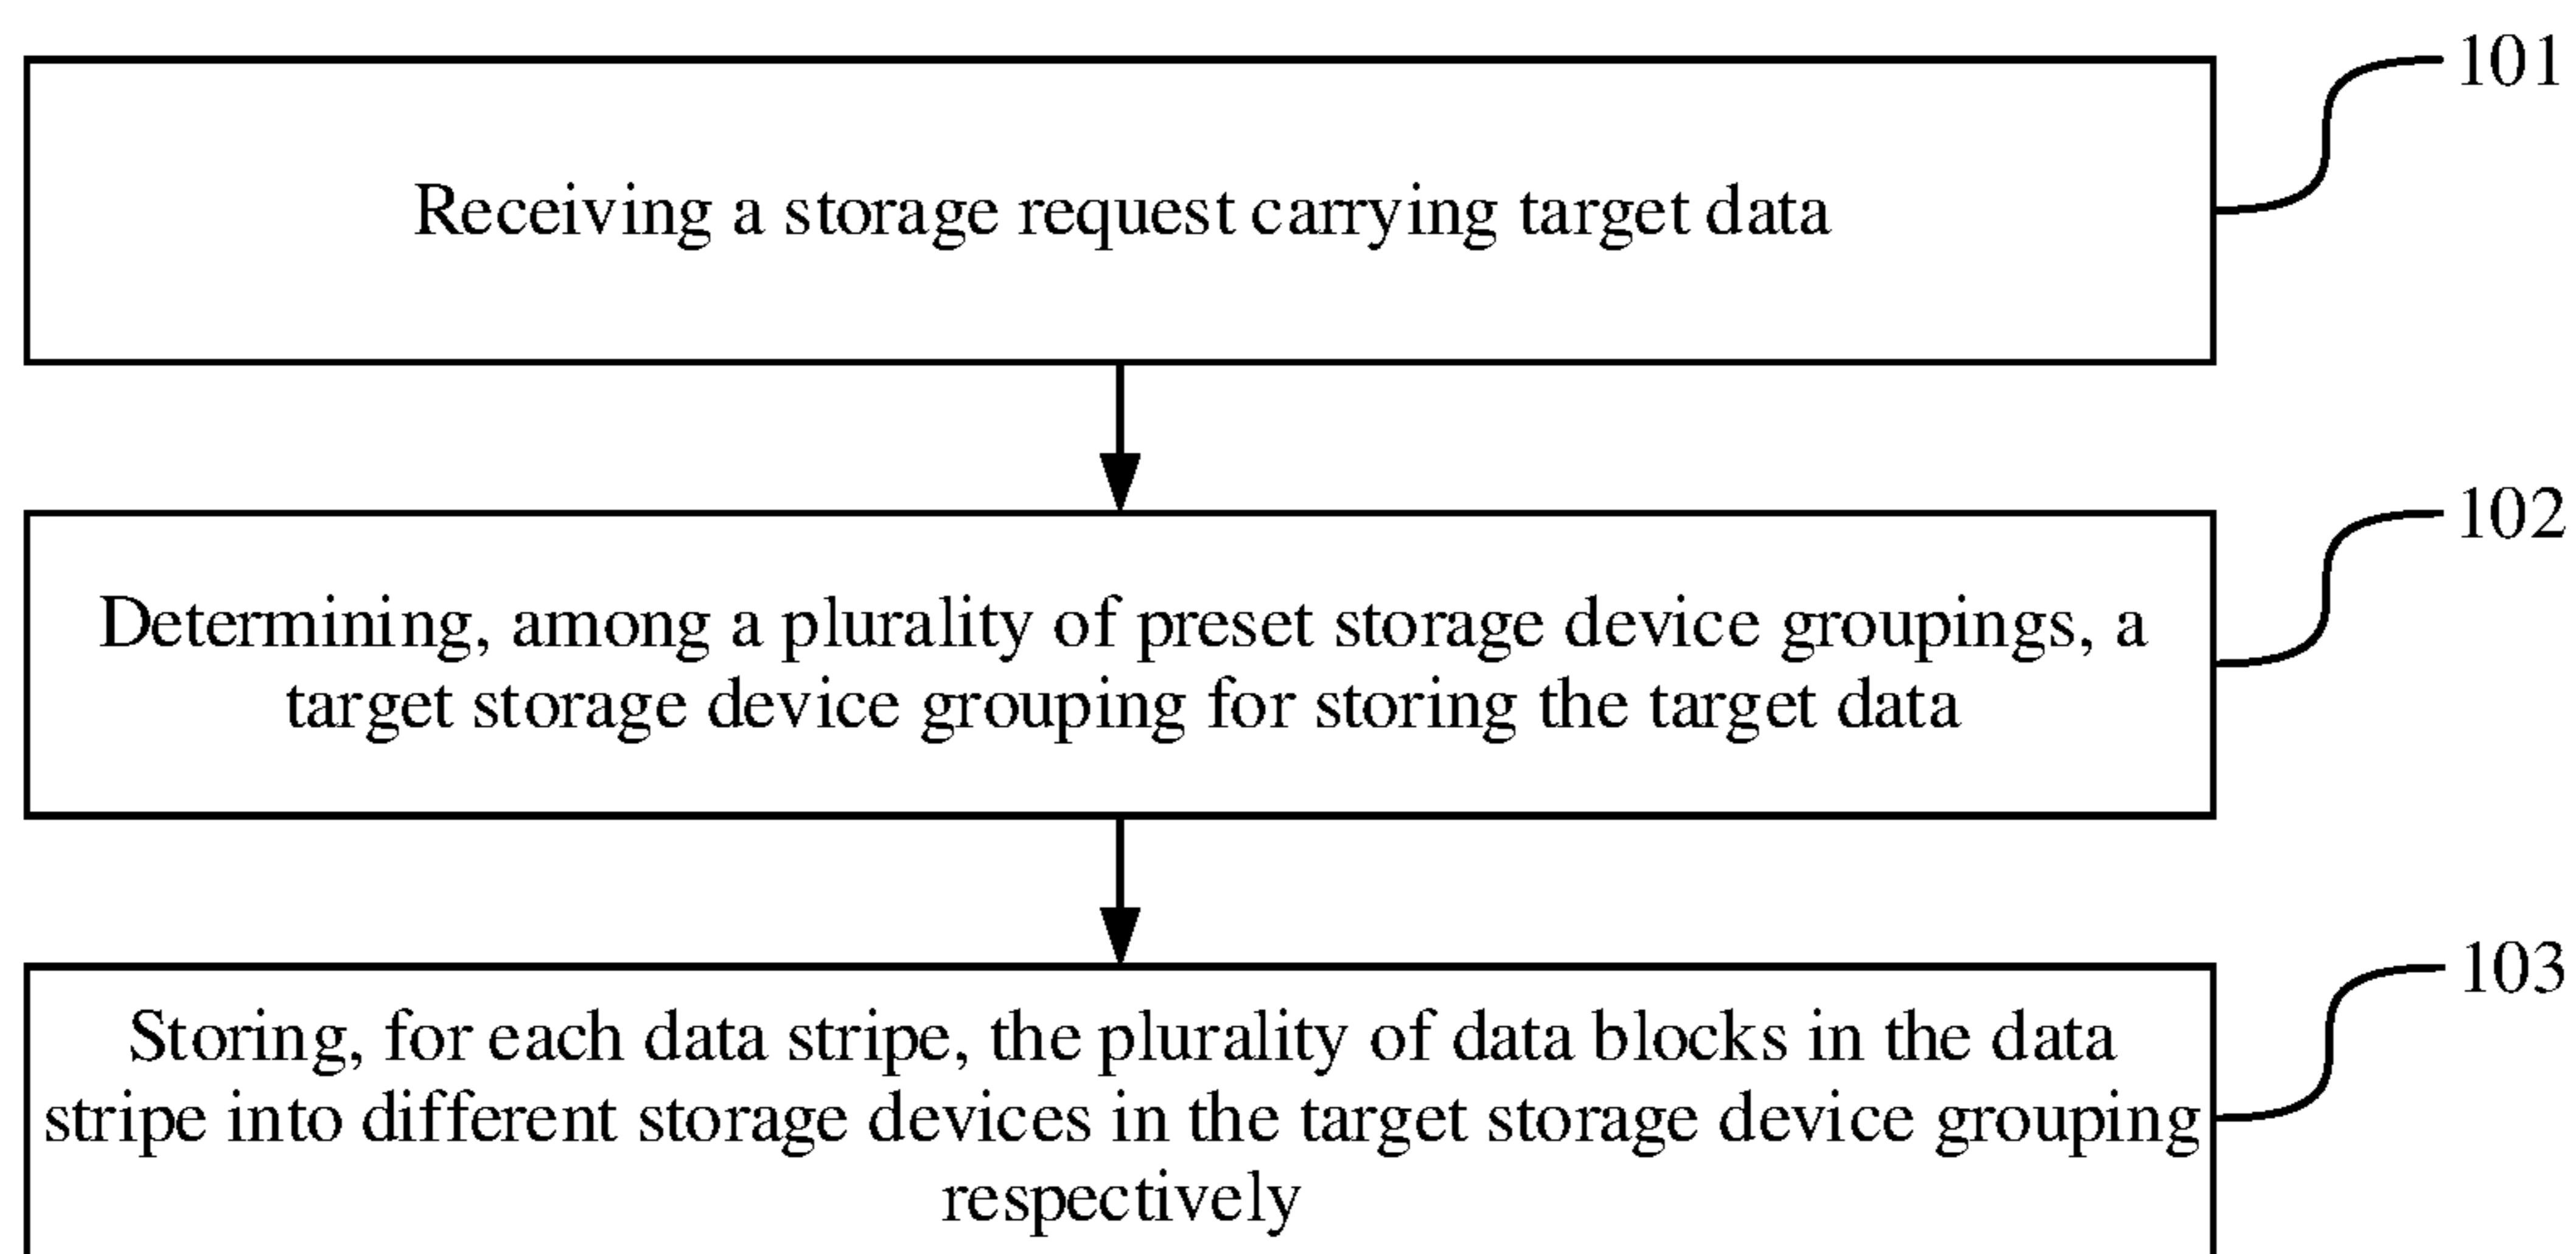 101
Receiving a storage request carrying target data
102
Determining, among a plurality of preset storage device groupings, a
target storage device grouping for storing the target data
103
Storing, for each data stripe, the plurality of data blocks in the data
stripe into different storage devices in the target storage device grouping
respectively